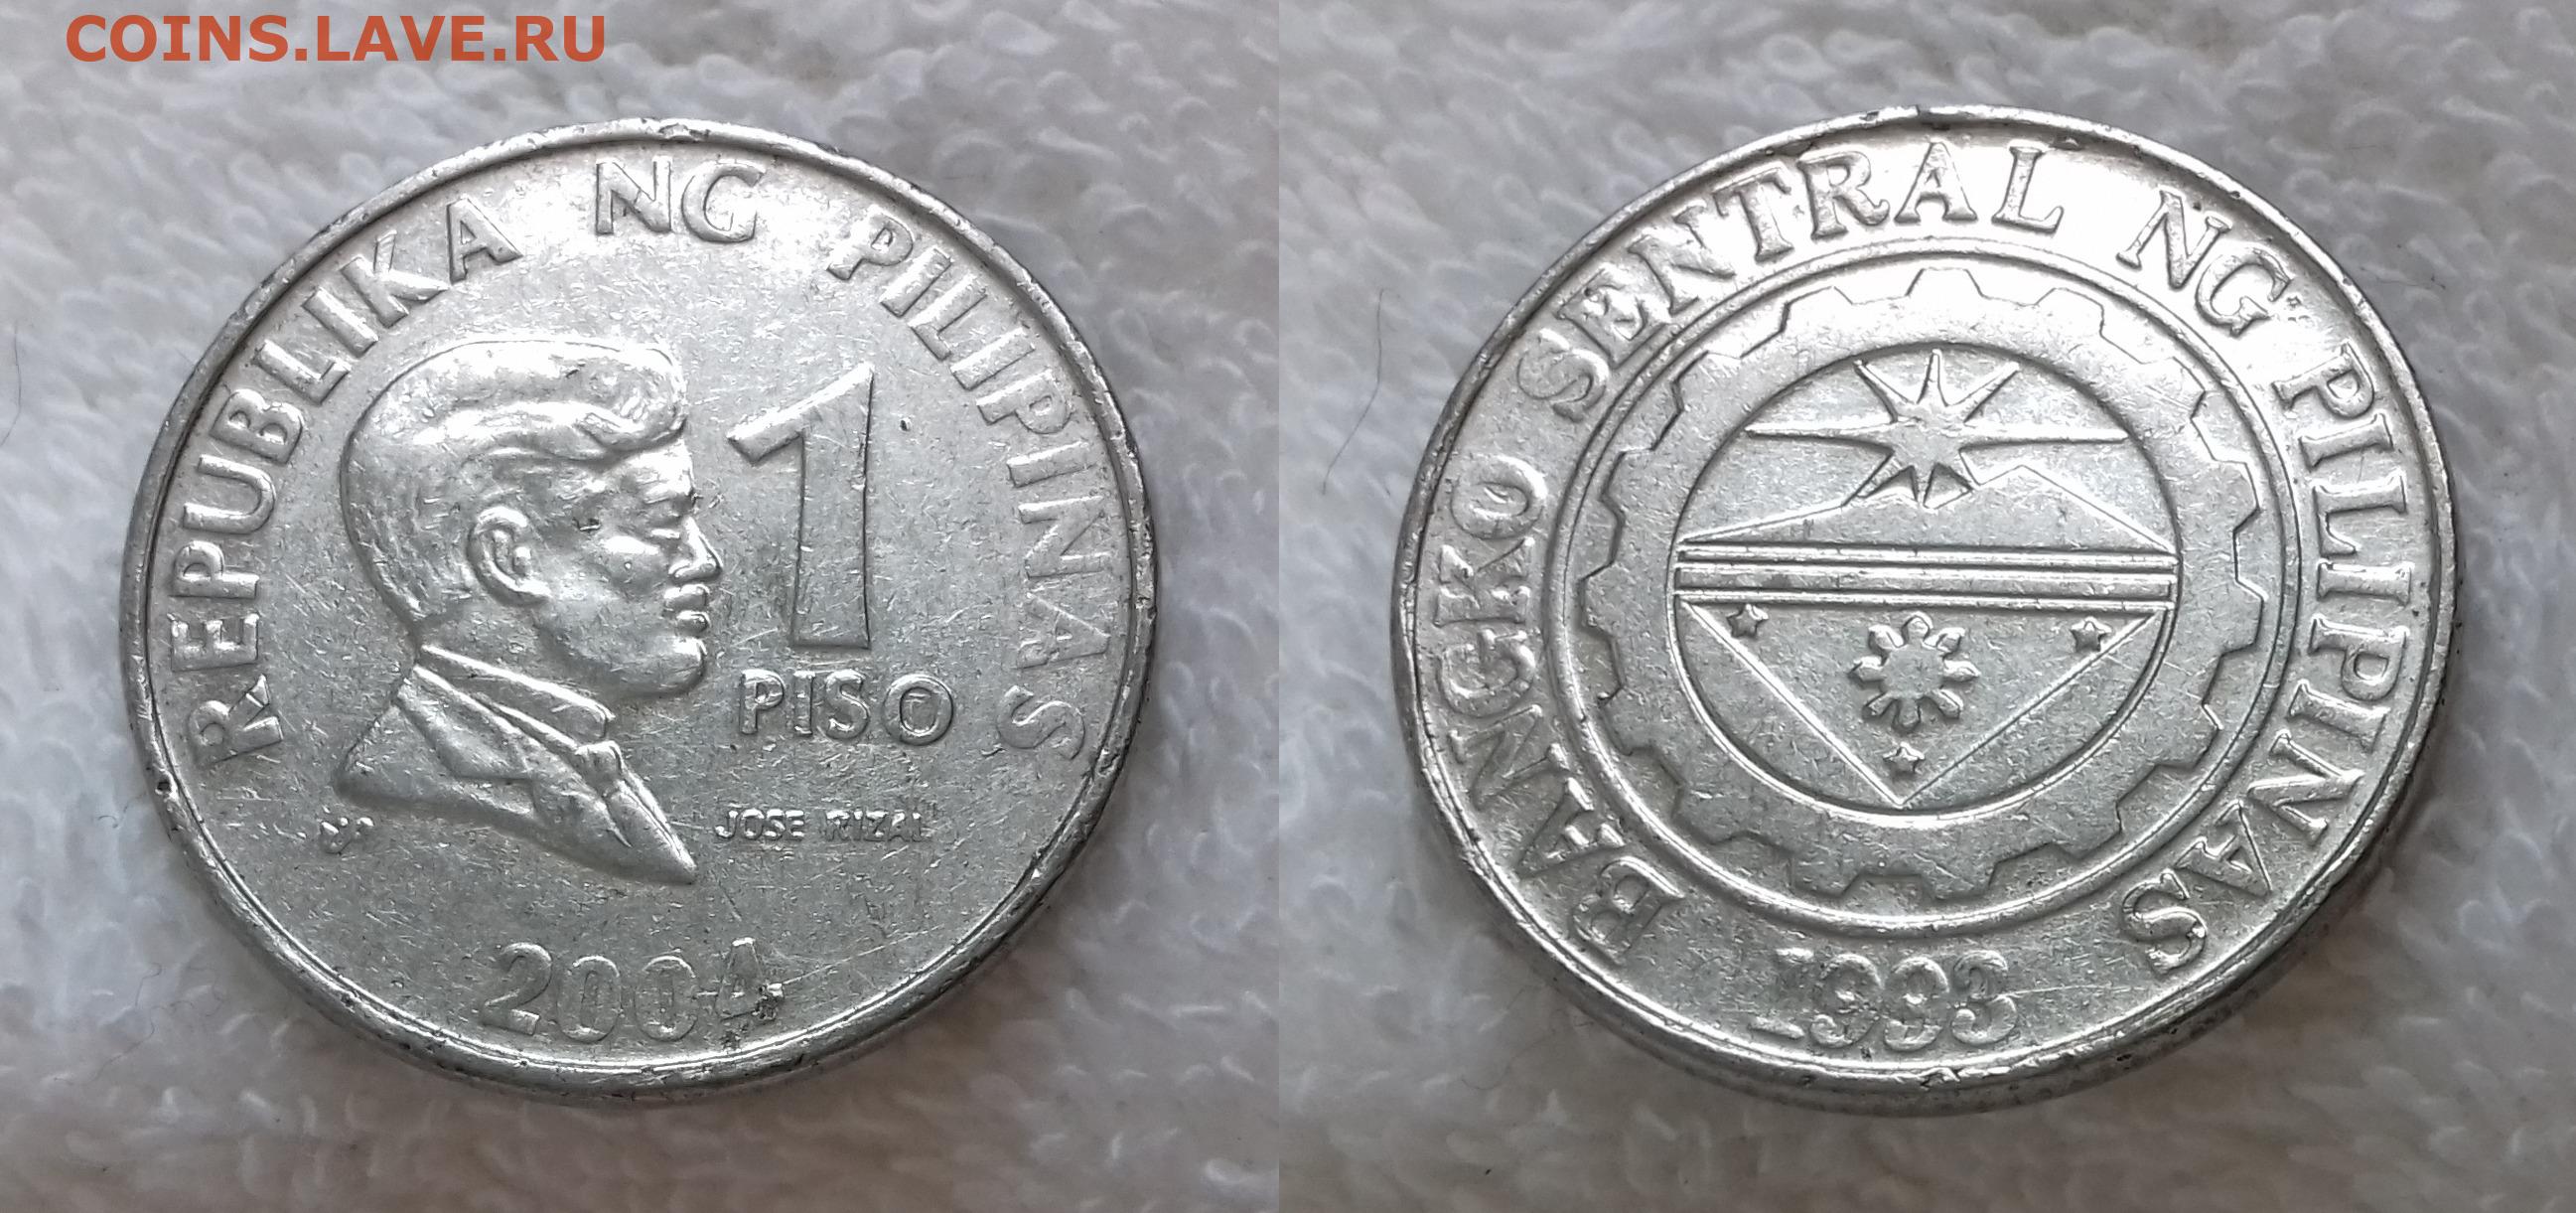 COINS.LAVE.RU
REPUBLIKA NG PILIPINAS
1
PISO
JOSE RIZAL
2004
BANGKO SENTRAL NG PILIPINAS
1993